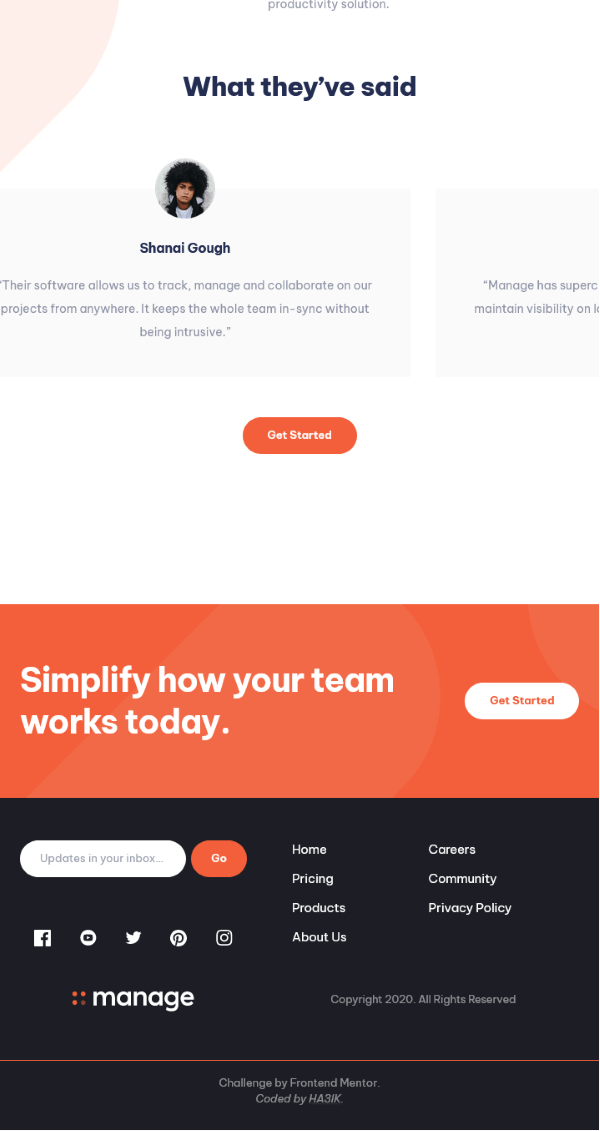 productivity solution.
What they’ve said
Shanai Gough
“Their software allows us to track, manage and collaborate on our
projects from anywhere. It keeps the whole team in-sync without
being intrusive.”
“Manage has superc
maintain visibility on l
Get Started
Simplify how your team
works today.
Get Started
Updates in your inbox...
Go
Home
Pricing
Products
About Us
Careers
Community
Privacy Policy
manage
Copyright 2020. All Rights Reserved
Challenge by Frontend Mentor.
Coded by HA3IK.